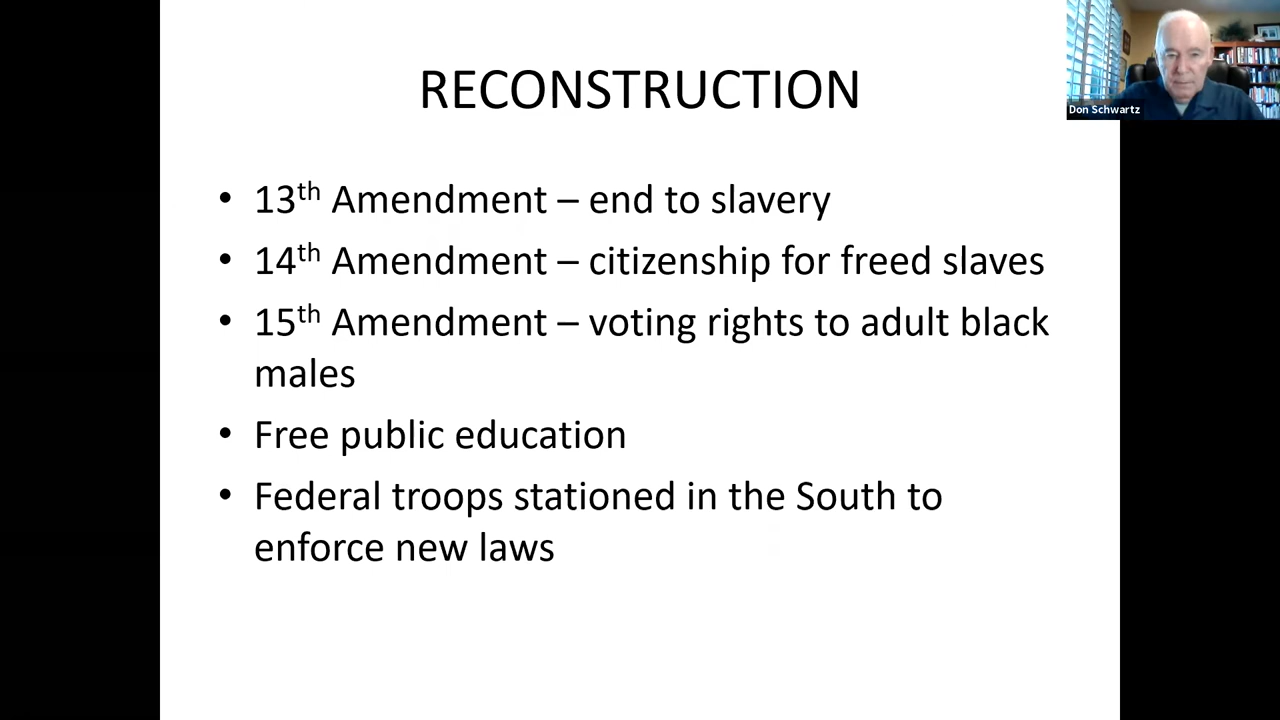 RECONSTRUCTION
Don Schwartz
• 13th Amendment – end to slavery
• 14th Amendment – citizenship for freed slaves
• 15th Amendment – voting rights to adult black
males
• Free public education
• Federal troops stationed in the South to
enforce new laws